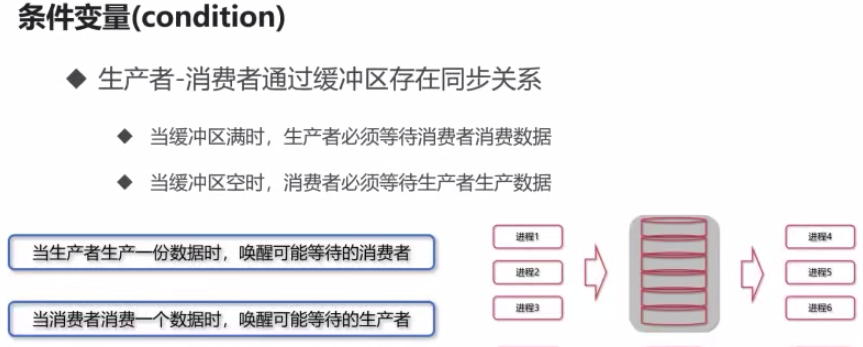 条件变量(condition)
生产者-消费者通过缓冲区存在同步关系
当缓冲区满时，生产者必须等待消费者消费数据
当缓冲区空时，消费者必须等待生产者生产数据
当生产者生产一份数据时，唤醒可能等待的消费者
当消费者消费一个数据时，唤醒可能等待的生产者
进程1
进程2
进程3
进程4
进程5
进程6